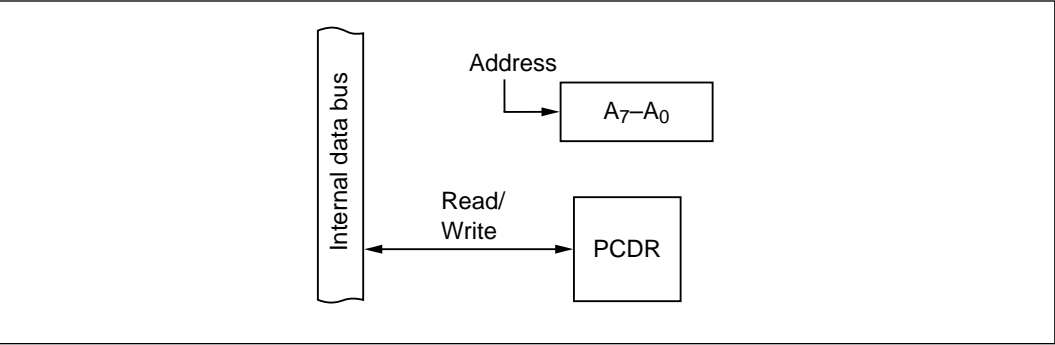 Address
A7–A0
Internal data bus
Read/
Write
PCDR